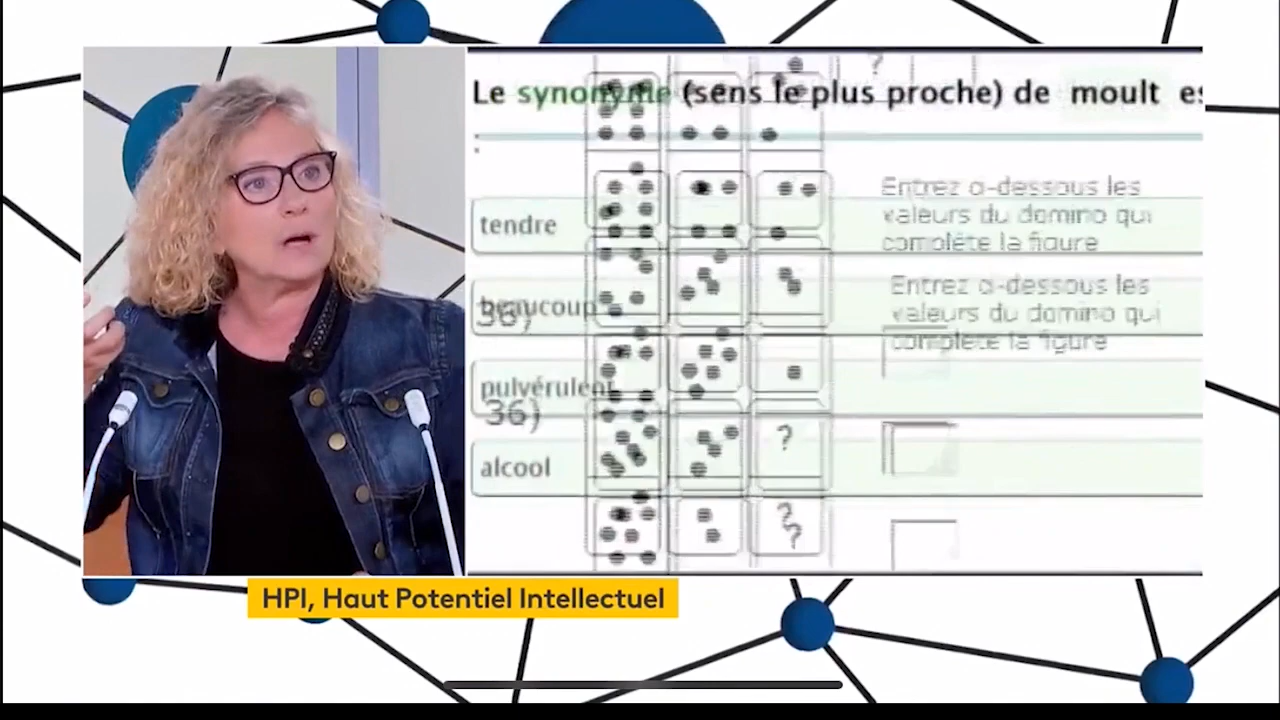 Le synonyme (sens le plus proche) de moult es
:
?
Entrez ci-dessous les
valeurs du domino qui
complète la figure
tendre
Entrez ci-dessous les
valeurs du domino qui
complète la figure
beaucoup
36)
pulvérulent
36)
?
alcool
?
?
HPI, Haut Potentiel Intellectuel